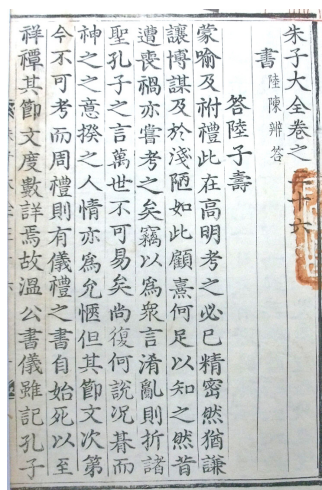 朱子大全卷之三十六
書 陸陳辨答
答陸子壽
蒙喻及祔禮此在高明考之必已精密然猶謙
讓博謀及於淺陋如此顧熹何足以知之然昔
遭喪禍亦嘗考之矣竊以為衆言淆亂則折諸
聖孔子之言萬世不可易矣尚復何說況朞而
神之之意揆之人情亦為允愜但其節文次第
今不可考而周禮則有儀禮之書自始死以至
祥禫其節文度數詳焉故溫公書儀雖記孔子